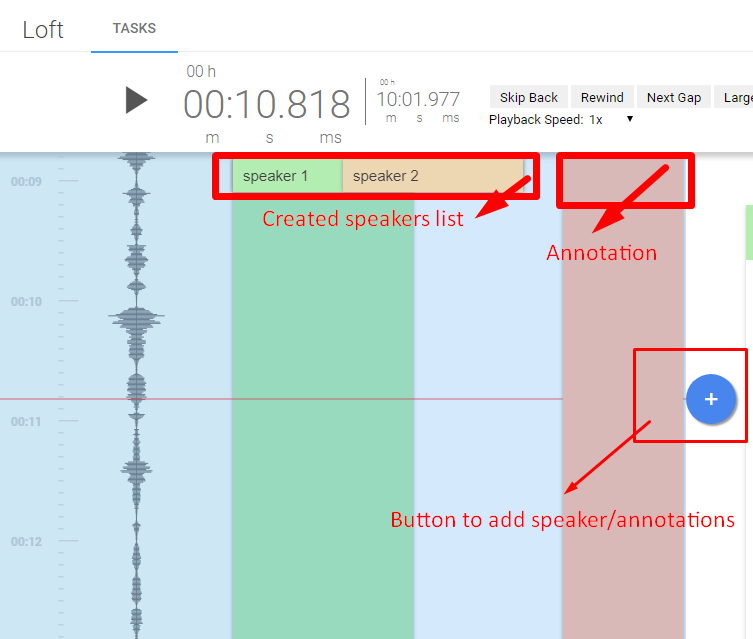 Loft
TASKS
00 h
00:10.818
m s ms
00 h
10:01.977
m s ms
Skip Back Rewind Next Gap Large
Playback Speed: 1x
00:09
speaker 1 speaker 2
Created speakers list
Annotation
00:10
+
00:11
Button to add speaker/annotations
00:12